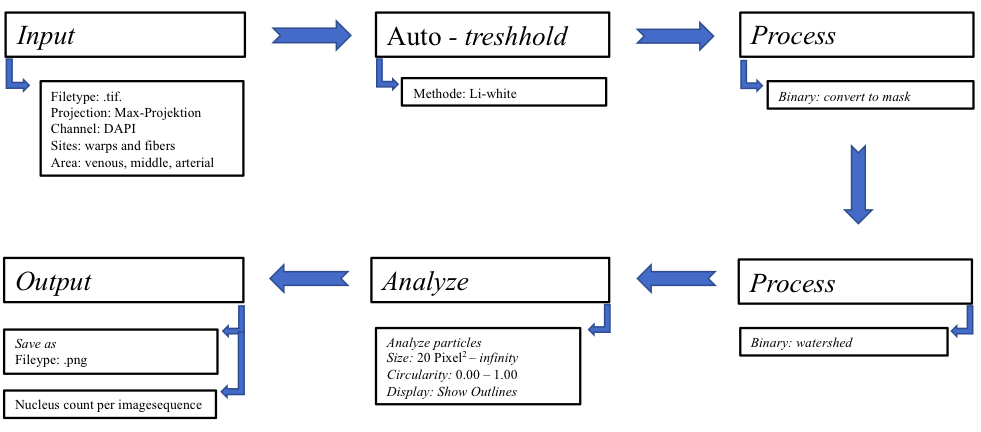 Input
Auto - treshhold
Process
Filetype: .tif.
Projection: Max-Projektion
Channel: DAPI
Sites: warps and fibers
Area: venous, middle, arterial
Methode: Li-white
Binary: convert to mask
Process
Binary: watershed
Analyze
Analyze particles
Size: 20 Pixel² – infinity
Circularity: 0.00 – 1.00
Display: Show Outlines
Output
Save as
Fileype: .png
Nucleus count per imagesequence